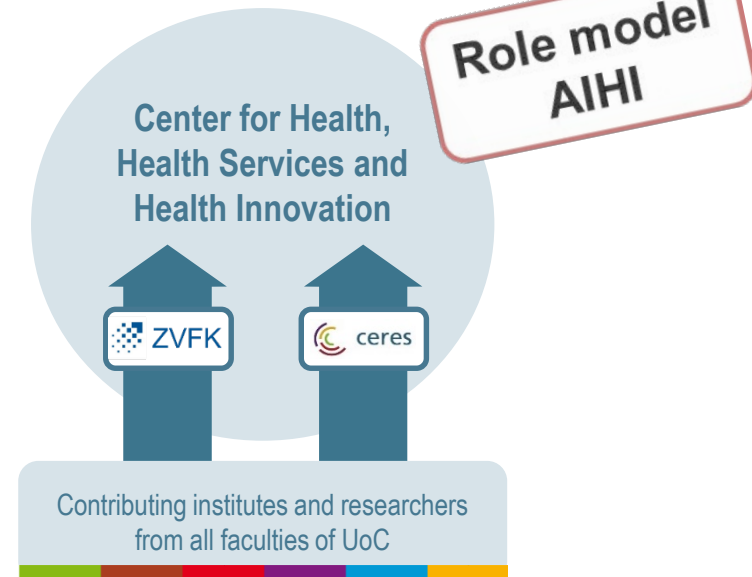 Role model
AIHI
Center for Health,
Health Services and
Health Innovation
ZVFK
ceres
Contributing institutes and researchers
from all faculties of UoC